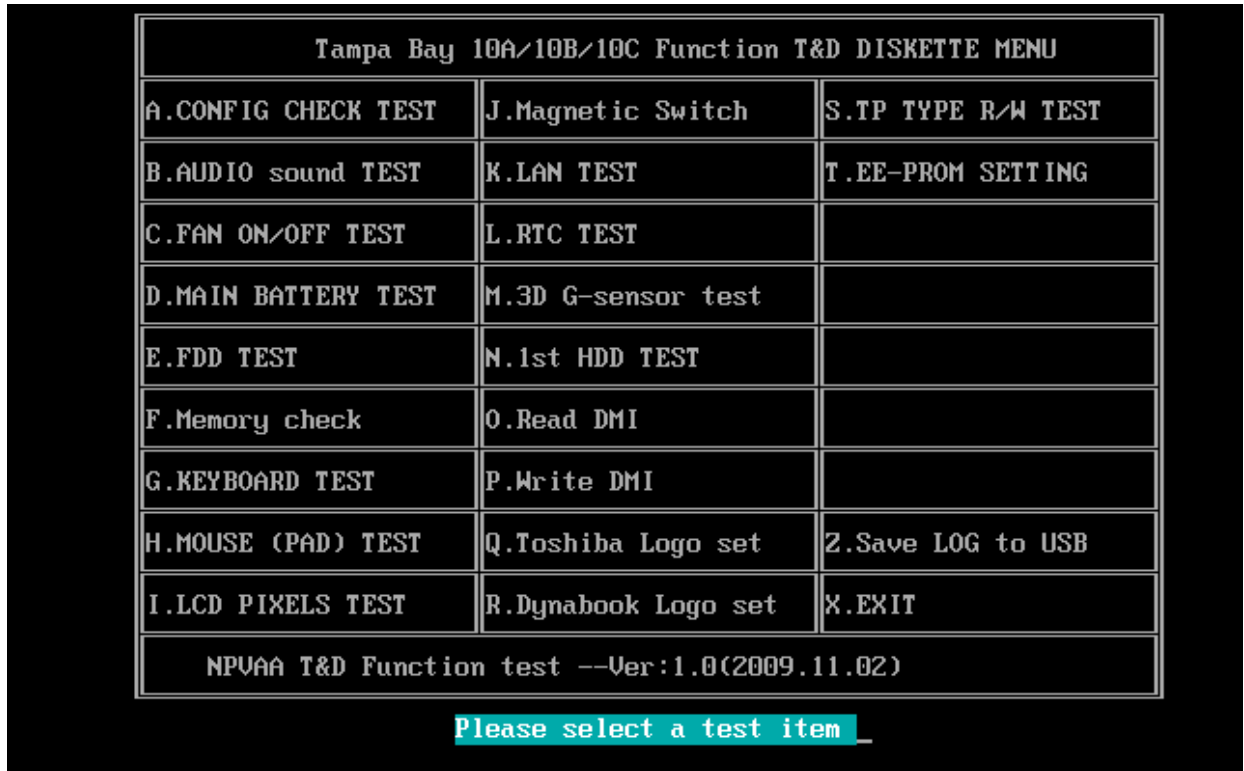 Tampa Bay 10A/10B/10C Function T&D DISKETTE MENU
A.CONFIG CHECK TEST J.Magnetic Switch S.TP TYPE R/W TEST
B.AUDIO sound TEST K.LAN TEST T.EE-PROM SETTING
C.FAN ON/OFF TEST L.RTC TEST
D.MAIN BATTERY TEST M.3D G-sensor test
E.FDD TEST N.1st HDD TEST
F.Memory check O.Read DMI
G.KEYBOARD TEST P.Write DMI
H.MOUSE (PAD) TEST Q.Toshiba Logo set Z.Save LOG to USB
I.LCD PIXELS TEST R.Dynabook Logo set X.EXIT
NPVAA T&D Function test --Ver:1.0(2009.11.02)
Please select a test item _